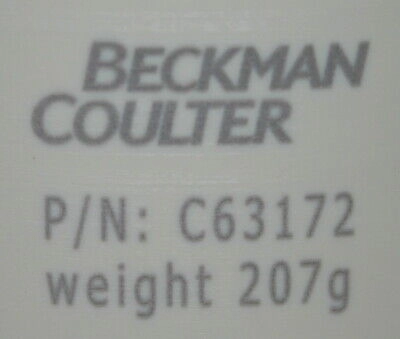 BECKMAN
COULTER
P/N: C63172
weight 207g